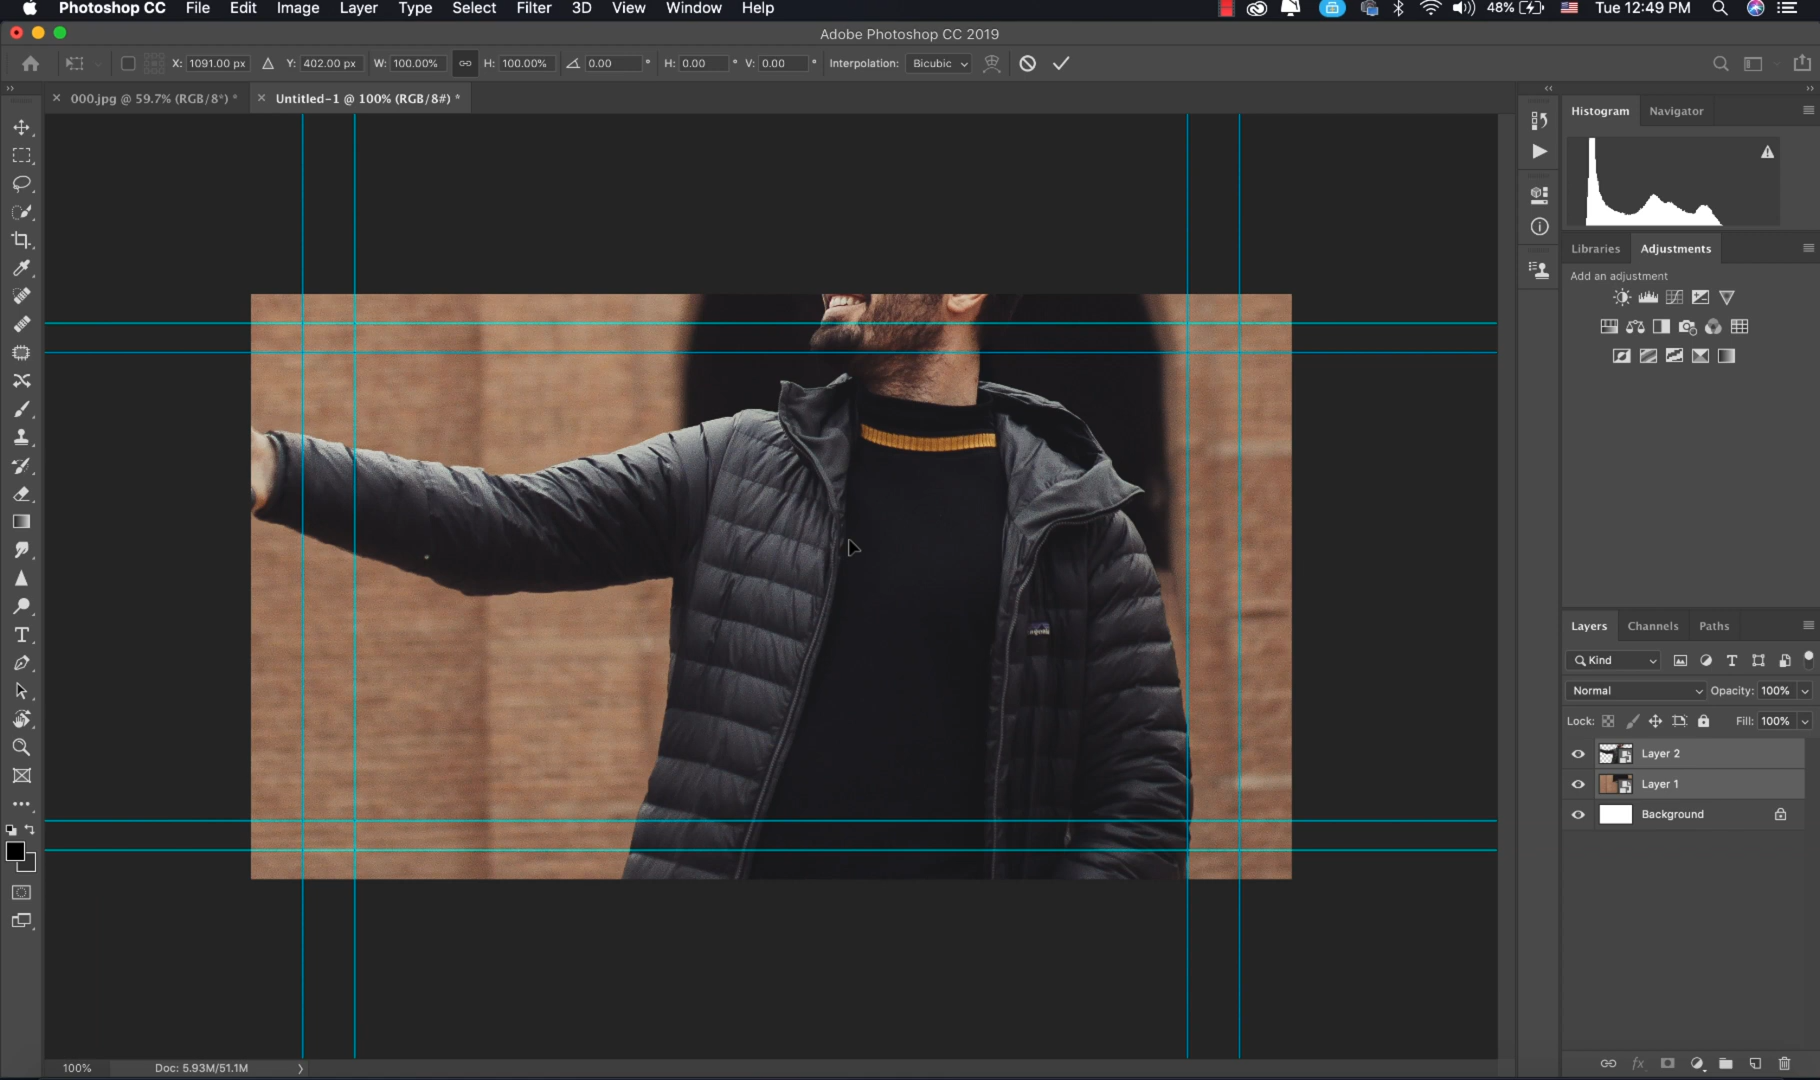 Photoshop CC File Edit Image Layer Type Select Filter 3D View Window Help 48% Tue 12:49 PM
Adobe Photoshop CC 2019
X: 1091.00 px Y: 402.00 px W: 100.00% H: 100.00% 0.00 ° H: 0.00 ° V: 0.00 ° Interpolation: Bicubic
000.jpg @ 59.7% (RGB/8*) * Untitled-1 @ 100% (RGB/8#) *
Histogram Navigator
Libraries Adjustments
Add an adjustment
Layers Channels Paths
Kind
Normal Opacity: 100%
Lock: Fill: 100%
Layer 2
Layer 1
Background
100% Doc: 5.93M/51.1M